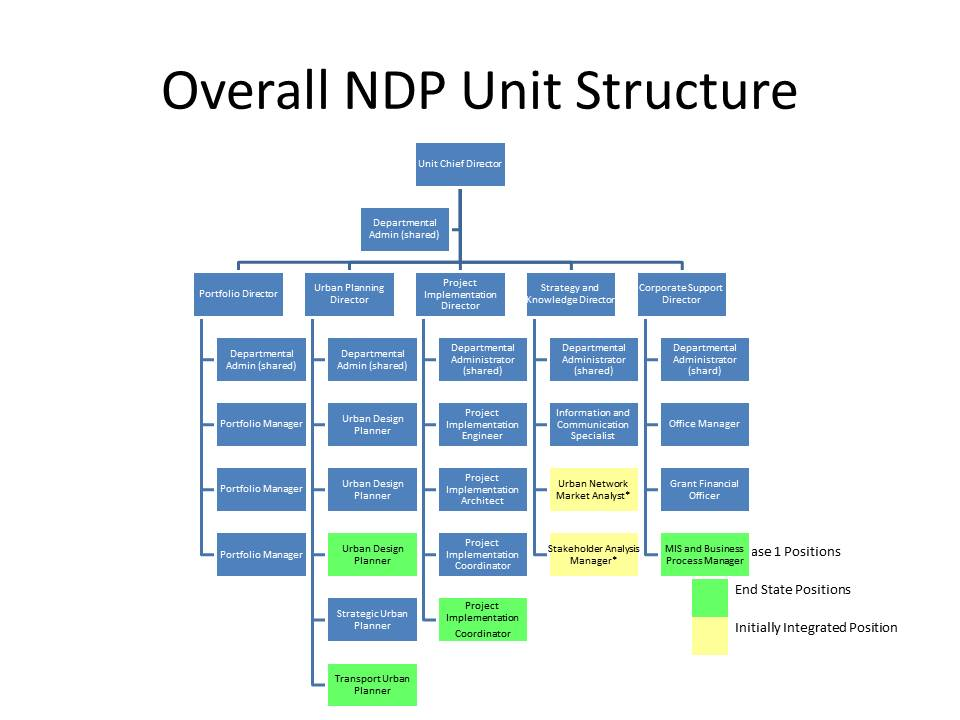 Overall NDP Unit Structure
Unit Chief Director
Departmental
Admin (shared)
Portfolio Director
Urban Planning
Director
Project
Implementation
Director
Strategy and
Knowledge Director
Corporate Support
Director
Departmental
Admin (shared)
Departmental
Admin (shared)
Departmental
Administrator
(shared)
Departmental
Administrator
(shared)
Departmental
Administrator
(shard)
Portfolio Manager
Urban Design
Planner
Project
Implementation
Engineer
Information and
Communication
Specialist
Office Manager
Portfolio Manager
Urban Design
Planner
Project
Implementation
Architect
Urban Network
Market Analyst*
Grant Financial
Officer
Portfolio Manager
Urban Design
Planner
Project
Implementation
Coordinator
Stakeholder Analysis
Manager*
MIS and Business
Process Manager
ase 1 Positions
End State Positions
Strategic Urban
Planner
Project
Implementation
Coordinator
Initially Integrated Position
Transport Urban
Planner